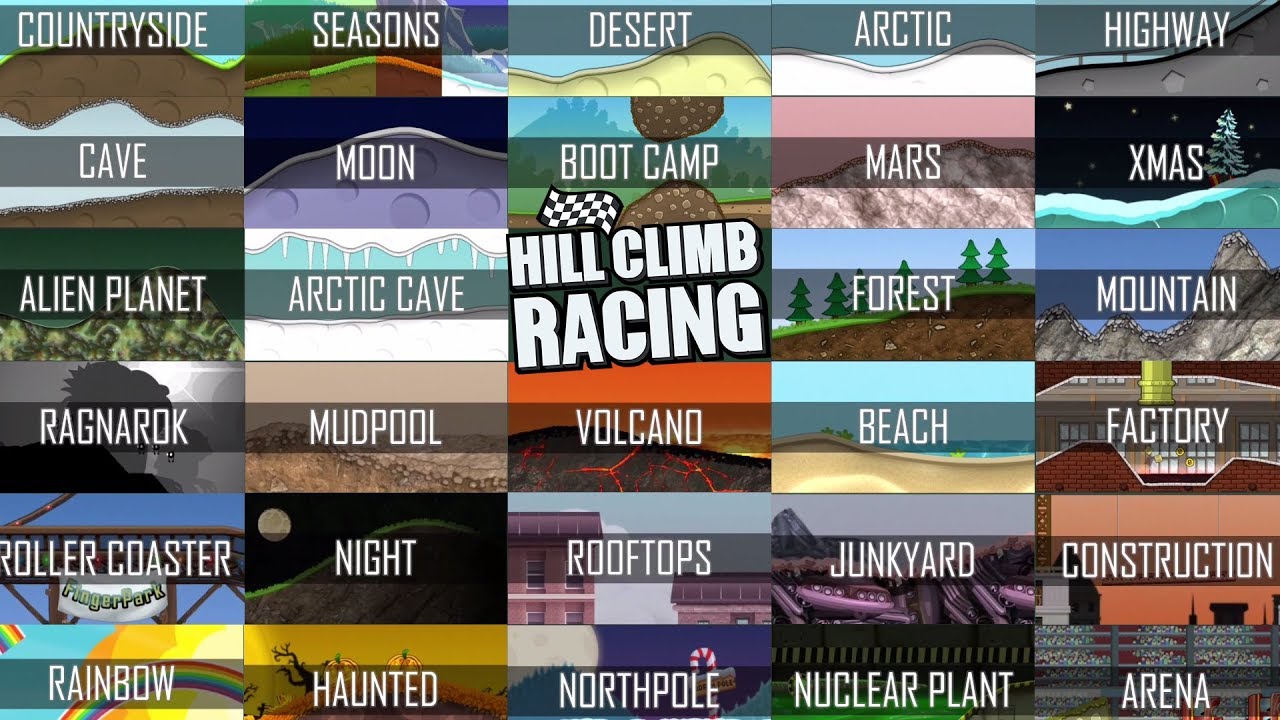 COUNTRYSIDE
SEASONS
DESERT
ARCTIC
HIGHWAY
CAVE
MOON
BOOT CAMP
MARS
XMAS
ALIEN PLANET
ARCTIC CAVE
HILL CLIMB
RACING
FOREST
MOUNTAIN
RAGNAROK
MUDPOOL
VOLCANO
BEACH
FACTORY
ROLLER COASTER
FingerPark
NIGHT
ROOFTOPS
JUNKYARD
CONSTRUCTION
RAINBOW
HAUNTED
NORTHPOLE
NUCLEAR PLANT
ARENA